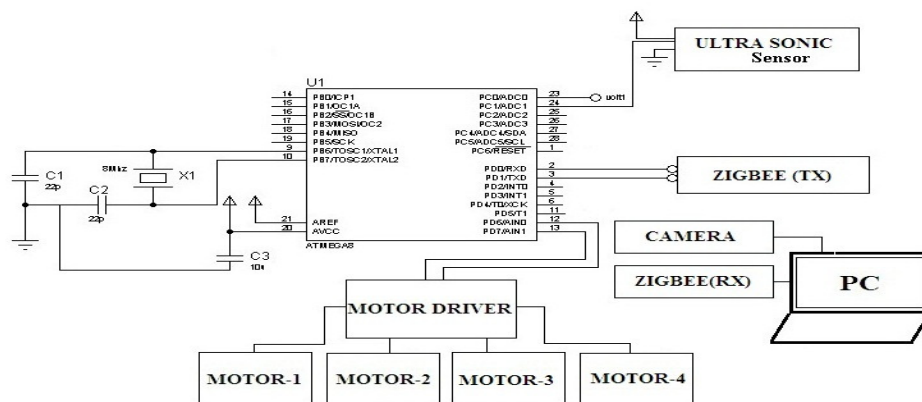 ULTRA SONIC
Sensor
U1
14 PB0/ICP1
15 PB1/OC1A
16 PB2/SS/OC1B
17 PB3/MOSI/OC2
18 PB4/MISO
19 PB5/SCK
9 PB6/TOSC1/XTAL1
10 PB7/TOSC2/XTAL2
21 AREF
20 AVCC
ATMEGA8
PC0/ADC0 23
PC1/ADC1 24
PC2/ADC2 25
PC3/ADC3 26
PC4/ADC4/SDA 27
PC5/ADC5/SCL 28
PC6/RESET 1
PD0/RXD 2
PD1/TXD 3
PD2/INT0 4
PD3/INT1 5
PD4/T0/XCK 6
PD5/T1 11
PD6/AIN0 12
PD7/AIN1 13
C1
22p
C2
22p
8Mhz
X1
C3
ZIGBEE (TX)
CAMERA
ZIGBEE(RX)
PC
MOTOR DRIVER
MOTOR-1
MOTOR-2
MOTOR-3
MOTOR-4